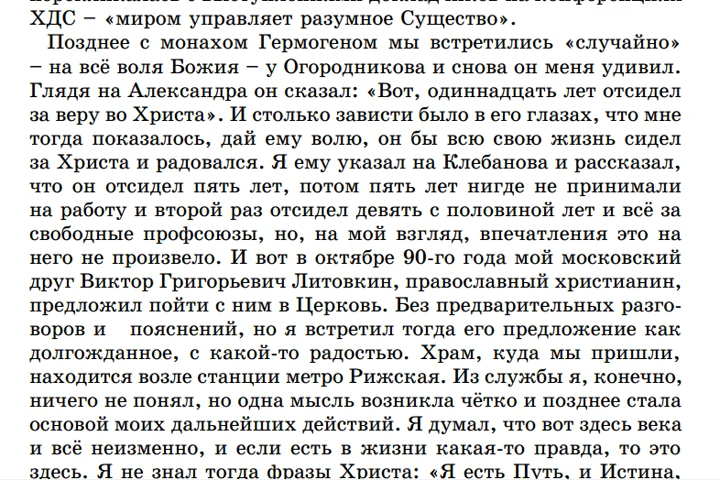 ХДС – «миром управляет разумное Существо».
Позднее с монахом Гермогеном мы встретились «случайно»
– на всё воля Божия – у Огородникова и снова он меня удивил.
Глядя на Александра он сказал: «Вот, одиннадцать лет отсидел
за веру во Христа». И столько зависти было в его глазах, что мне
тогда показалось, дай ему волю, он бы всю свою жизнь сидел
за Христа и радовался. Я ему указал на Клебанова и рассказал,
что он отсидел пять лет, потом пять лет нигде не принимали
на работу и второй раз отсидел девять с половиной лет и всё за
свободные профсоюзы, но, на мой взгляд, впечатления это на
него не произвело. И вот в октябре 90-го года мой московский
друг Виктор Григорьевич Литовкин, православный христианин,
предложил пойти с ним в Церковь. Без предварительных разго-
воров и пояснений, но я встретил тогда его предложение как
долгожданное, с какой-то радостью. Храм, куда мы пришли,
находится возле станции метро Рижская. Из службы я, конечно,
ничего не понял, но одна мысль возникла чётко и позднее стала
основой моих дальнейших действий. Я думал, что вот здесь века
и всё неизменно, и если есть в жизни какая-то правда, то это
здесь. Я не знал тогда фразы Христа: «Я есть Путь, и Истина,